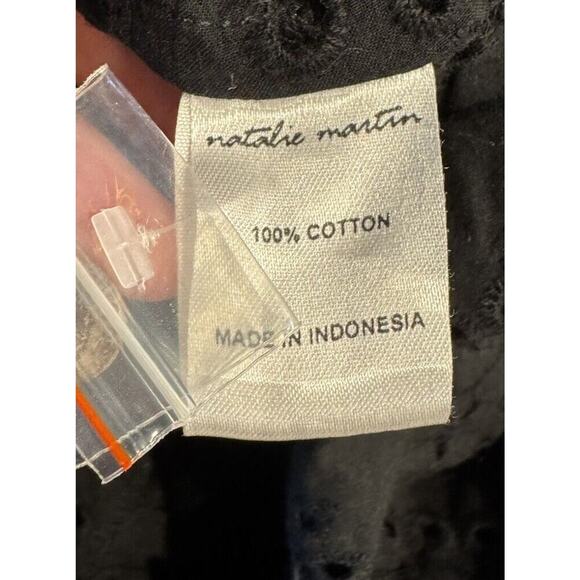 natalie martin
100% COTTON
MADE IN INDONESIA